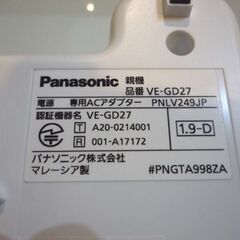 Panasonic 親機
品番 VE-GD27
電源 専用ACアダプター PNLV249JP
認証機器名 VE-GD27
T A20-0214001
R 001-A17172
1.9-D
パナソニック株式会社
マレーシア製 #PNGTA998ZA